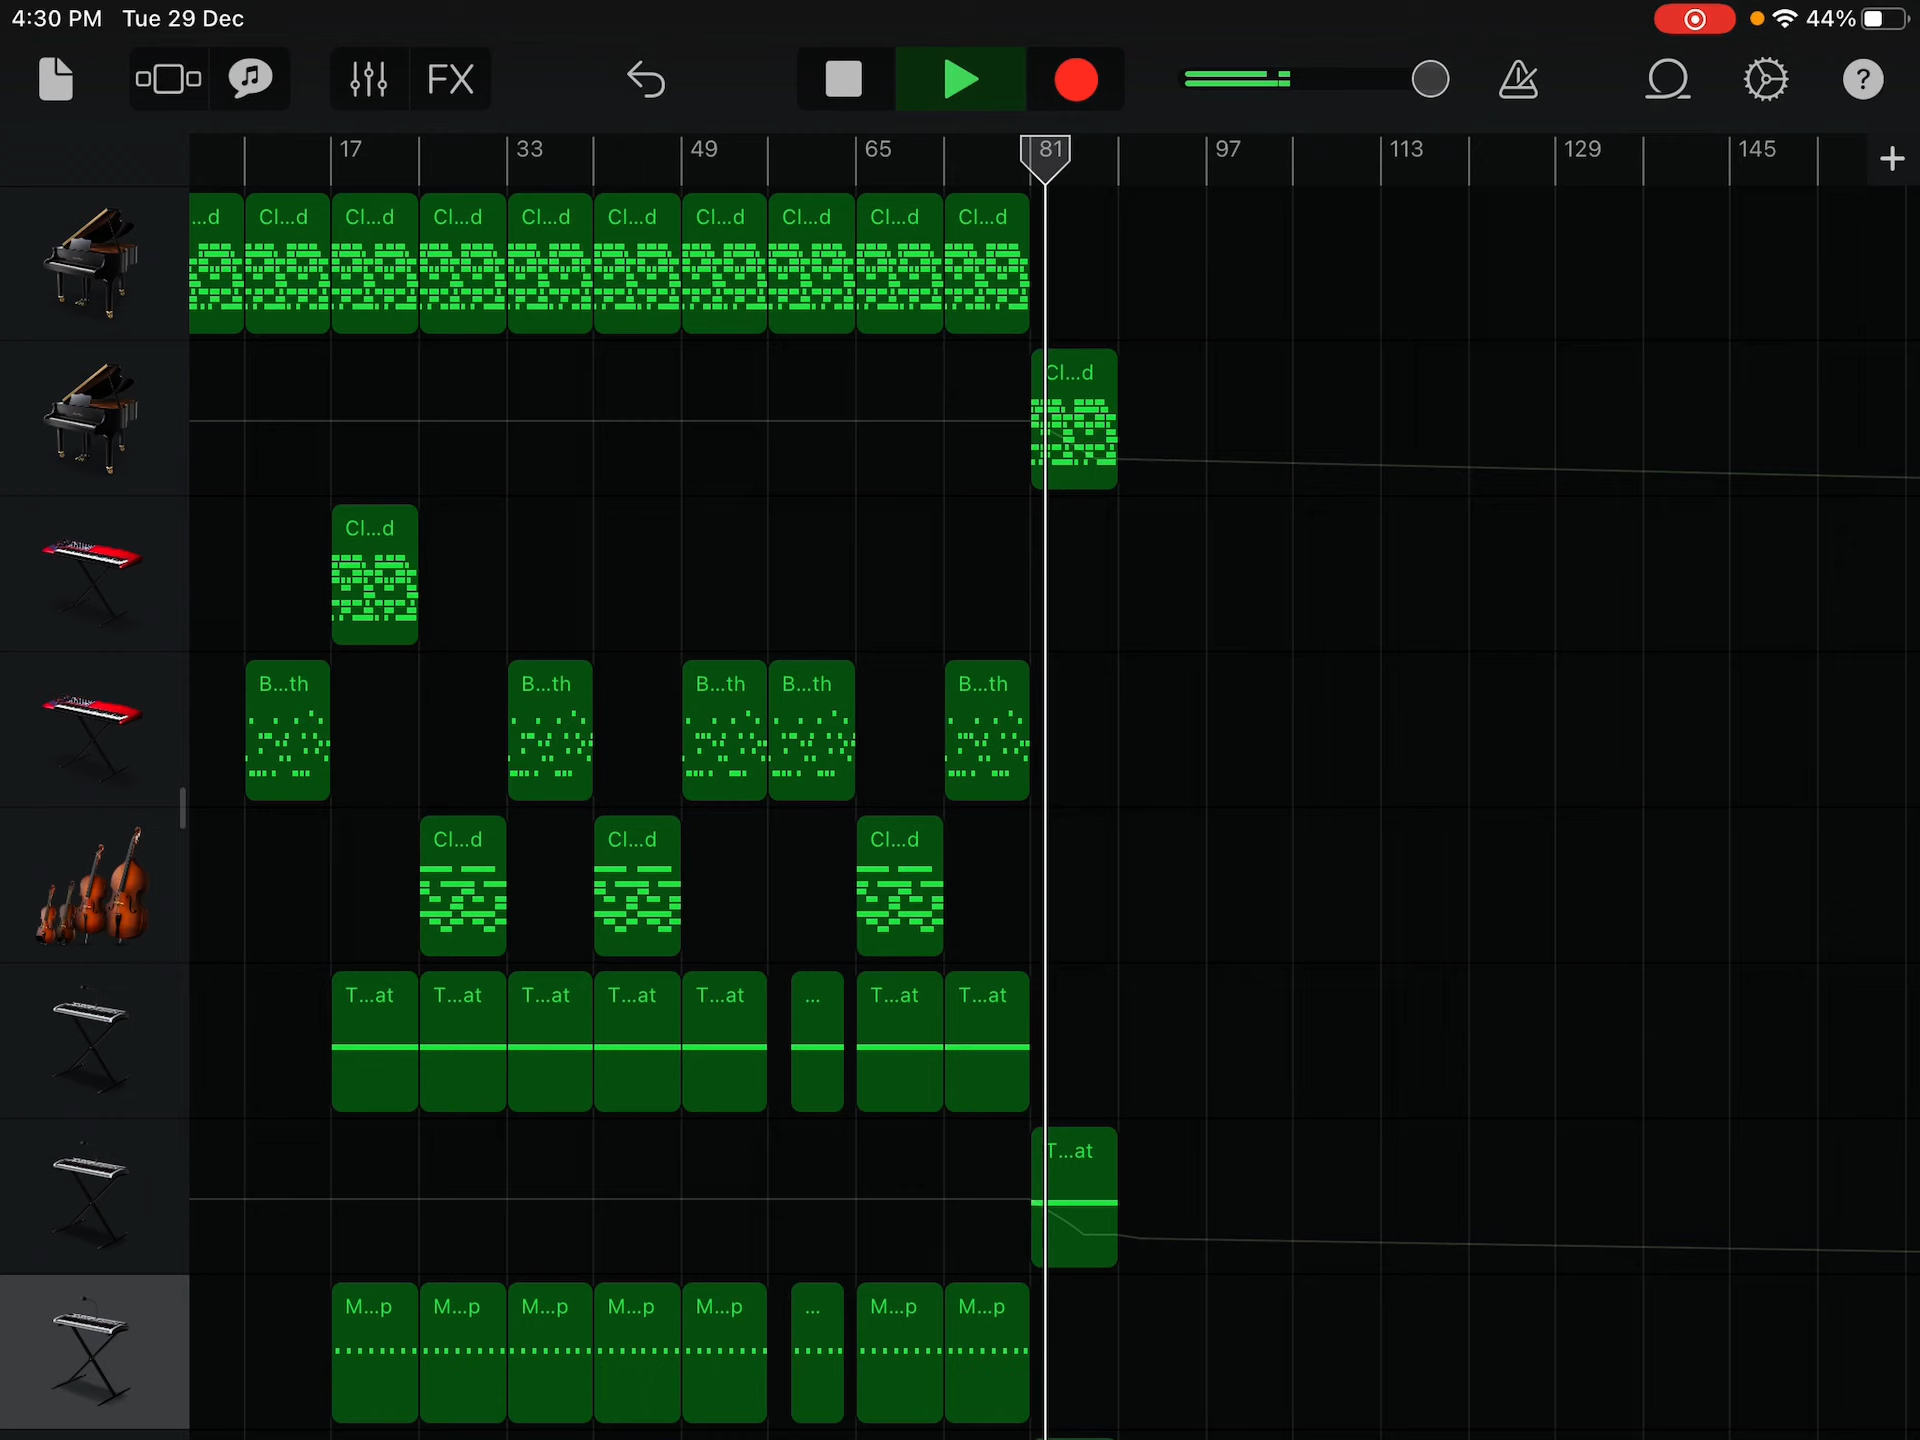 4:30 PM Tue 29 Dec 44%
FX ?
17 33 49 65 81 97 113 129 145 +
...d Cl...d Cl...d Cl...d Cl...d Cl...d Cl...d Cl...d Cl...d Cl...d
Cl...d
Cl...d
B...th B...th B...th B...th B...th
Cl...d Cl...d Cl...d
T...at T...at T...at T...at T...at ... T...at T...at
T...at
M...p M...p M...p M...p M...p ... M...p M...p